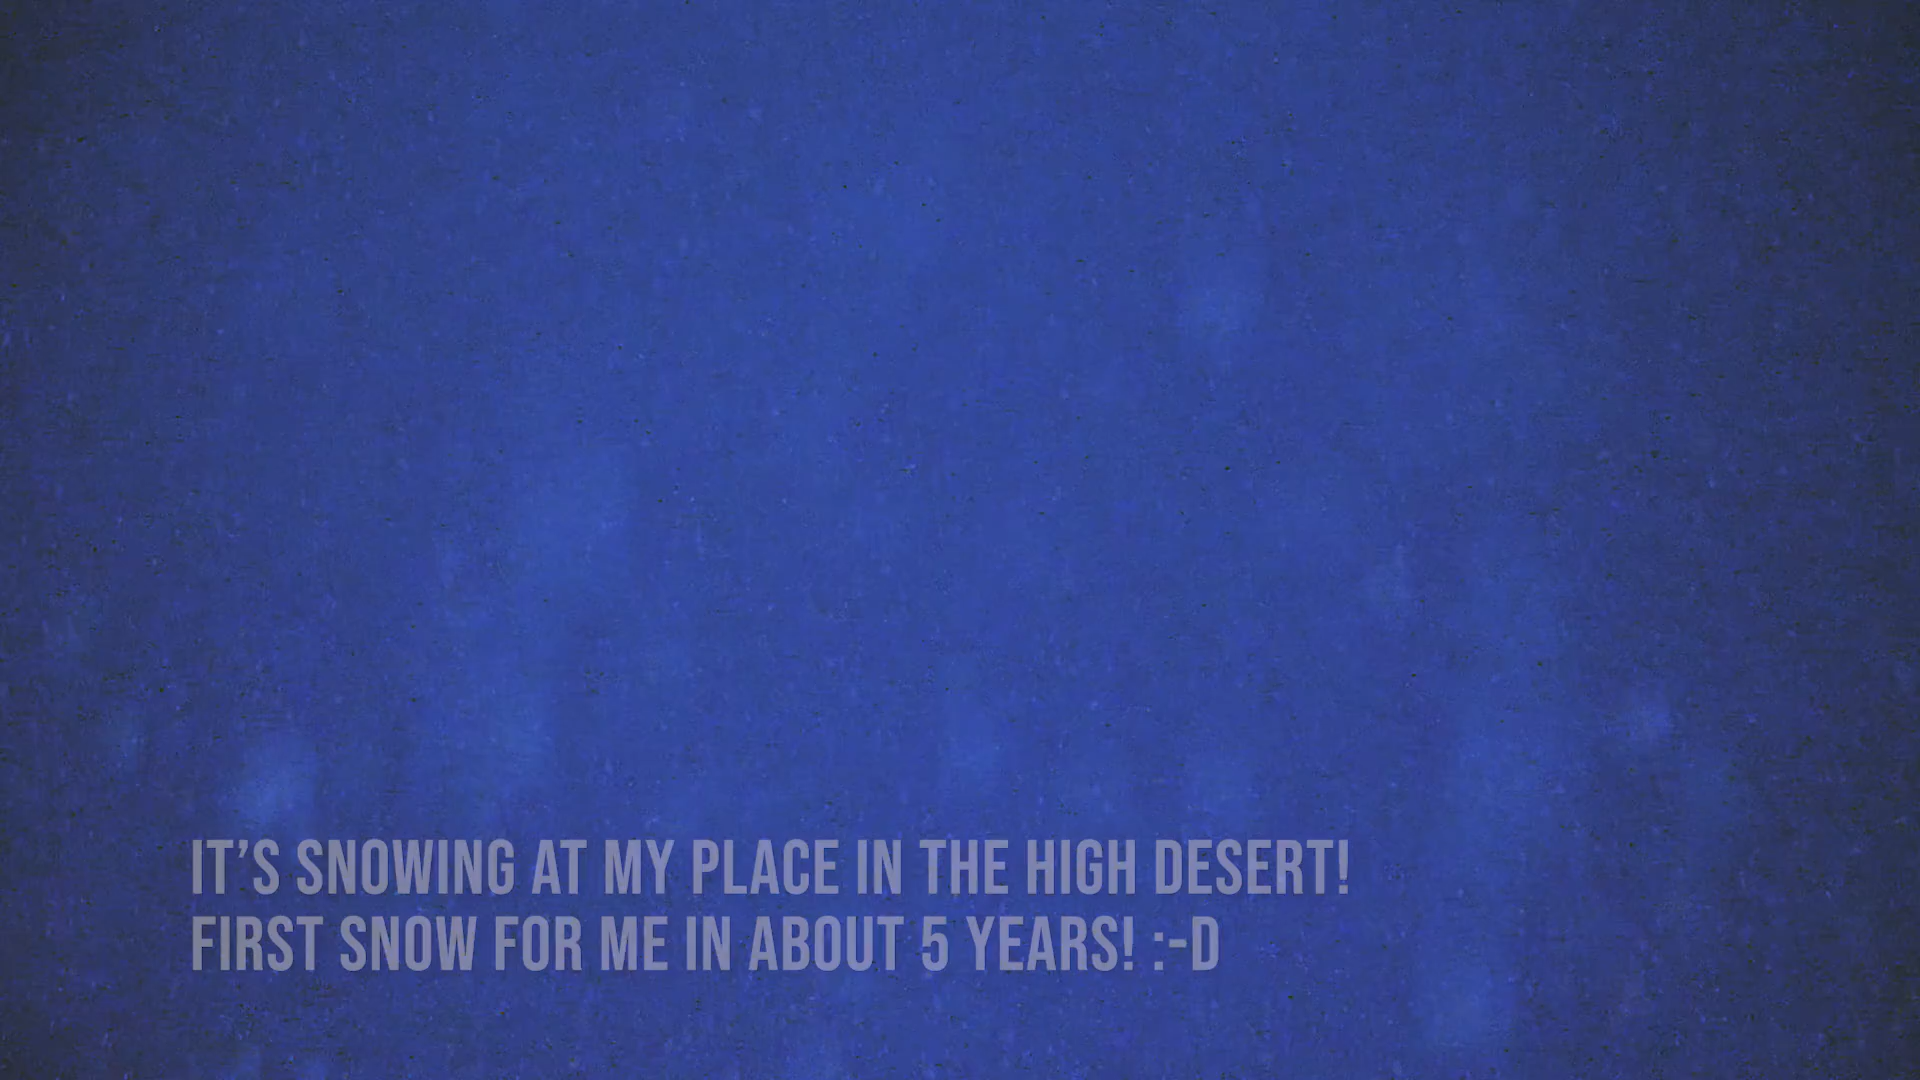 IT’S SNOWING AT MY PLACE IN THE HIGH DESERT!
FIRST SNOW FOR ME IN ABOUT 5 YEARS! :-D